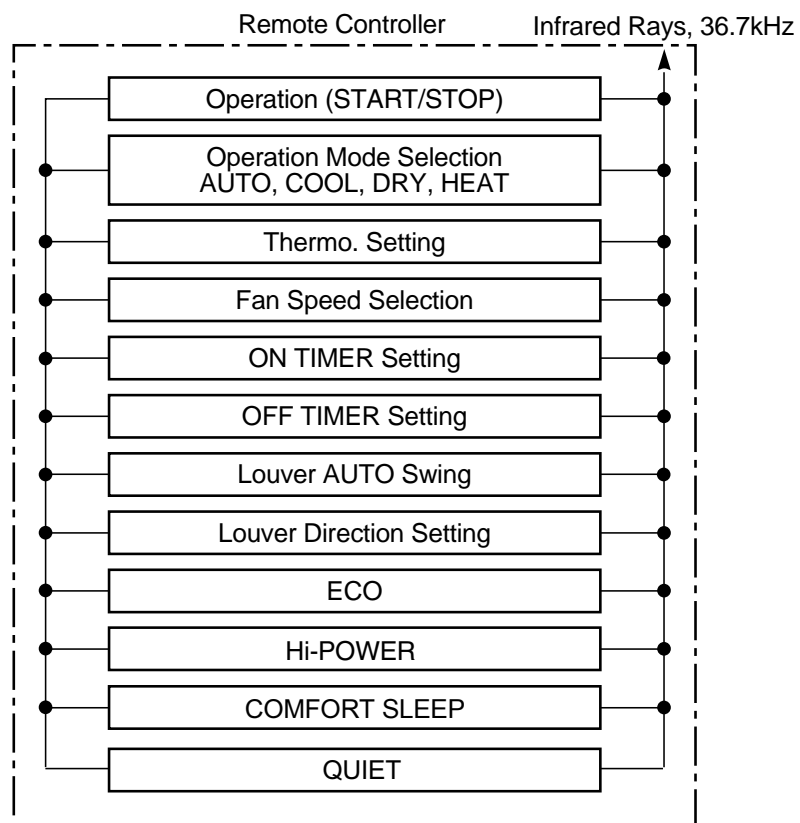 Remote Controller
Infrared Rays, 36.7kHz
Operation (START/STOP)
Operation Mode Selection
AUTO, COOL, DRY, HEAT
Thermo. Setting
Fan Speed Selection
ON TIMER Setting
OFF TIMER Setting
Louver AUTO Swing
Louver Direction Setting
ECO
Hi-POWER
COMFORT SLEEP
QUIET